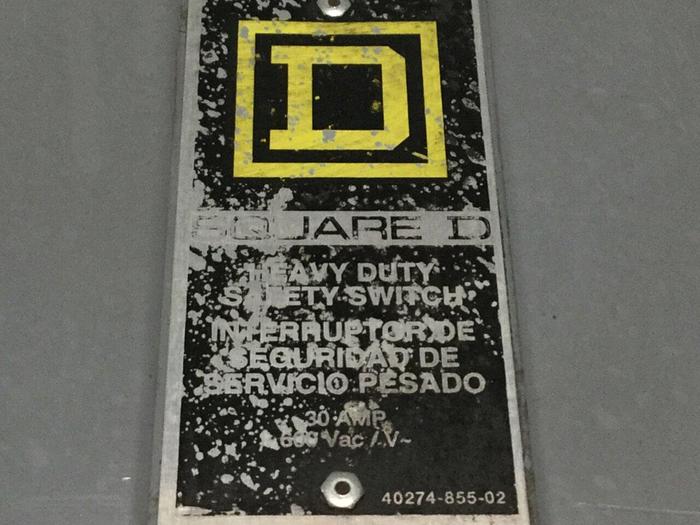 D
SQUARE D
HEAVY DUTY
SAFETY SWITCH
INTERRUPTOR DE
SEGURIDAD DE
SERVICIO PESADO
30 AMP.
600 Vac / V~
40274-855-02